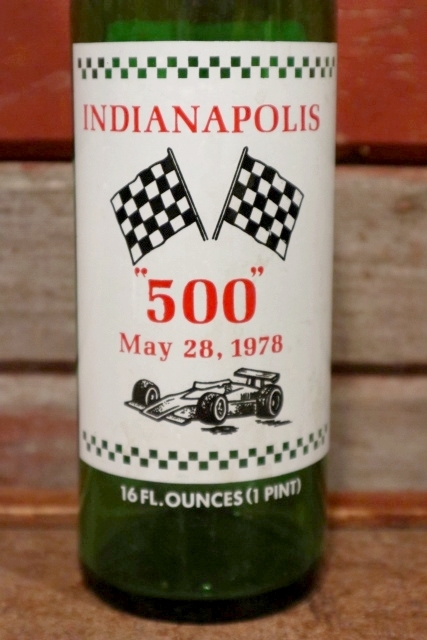 INDIANAPOLIS
"500"
May 28, 1978
16 FL. OUNCES (1 PINT)